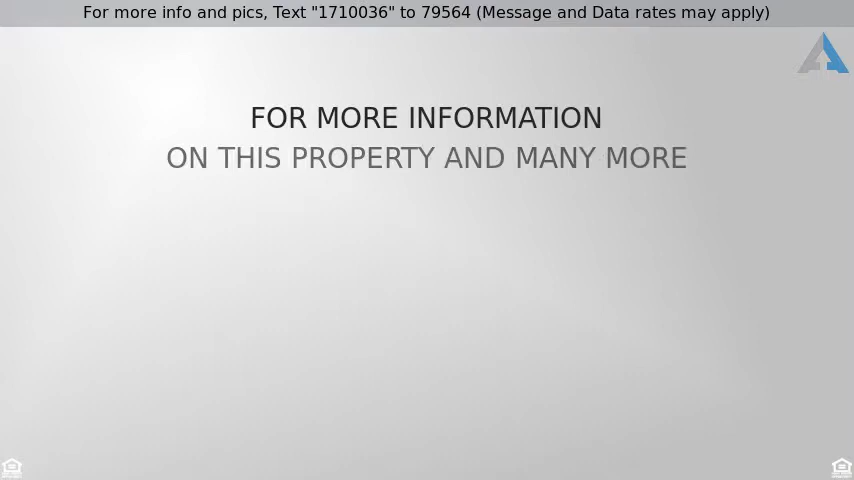 For more info and pics, Text "1710036" to 79564 (Message and Data rates may apply)
FOR MORE INFORMATION
ON THIS PROPERTY AND MANY MORE